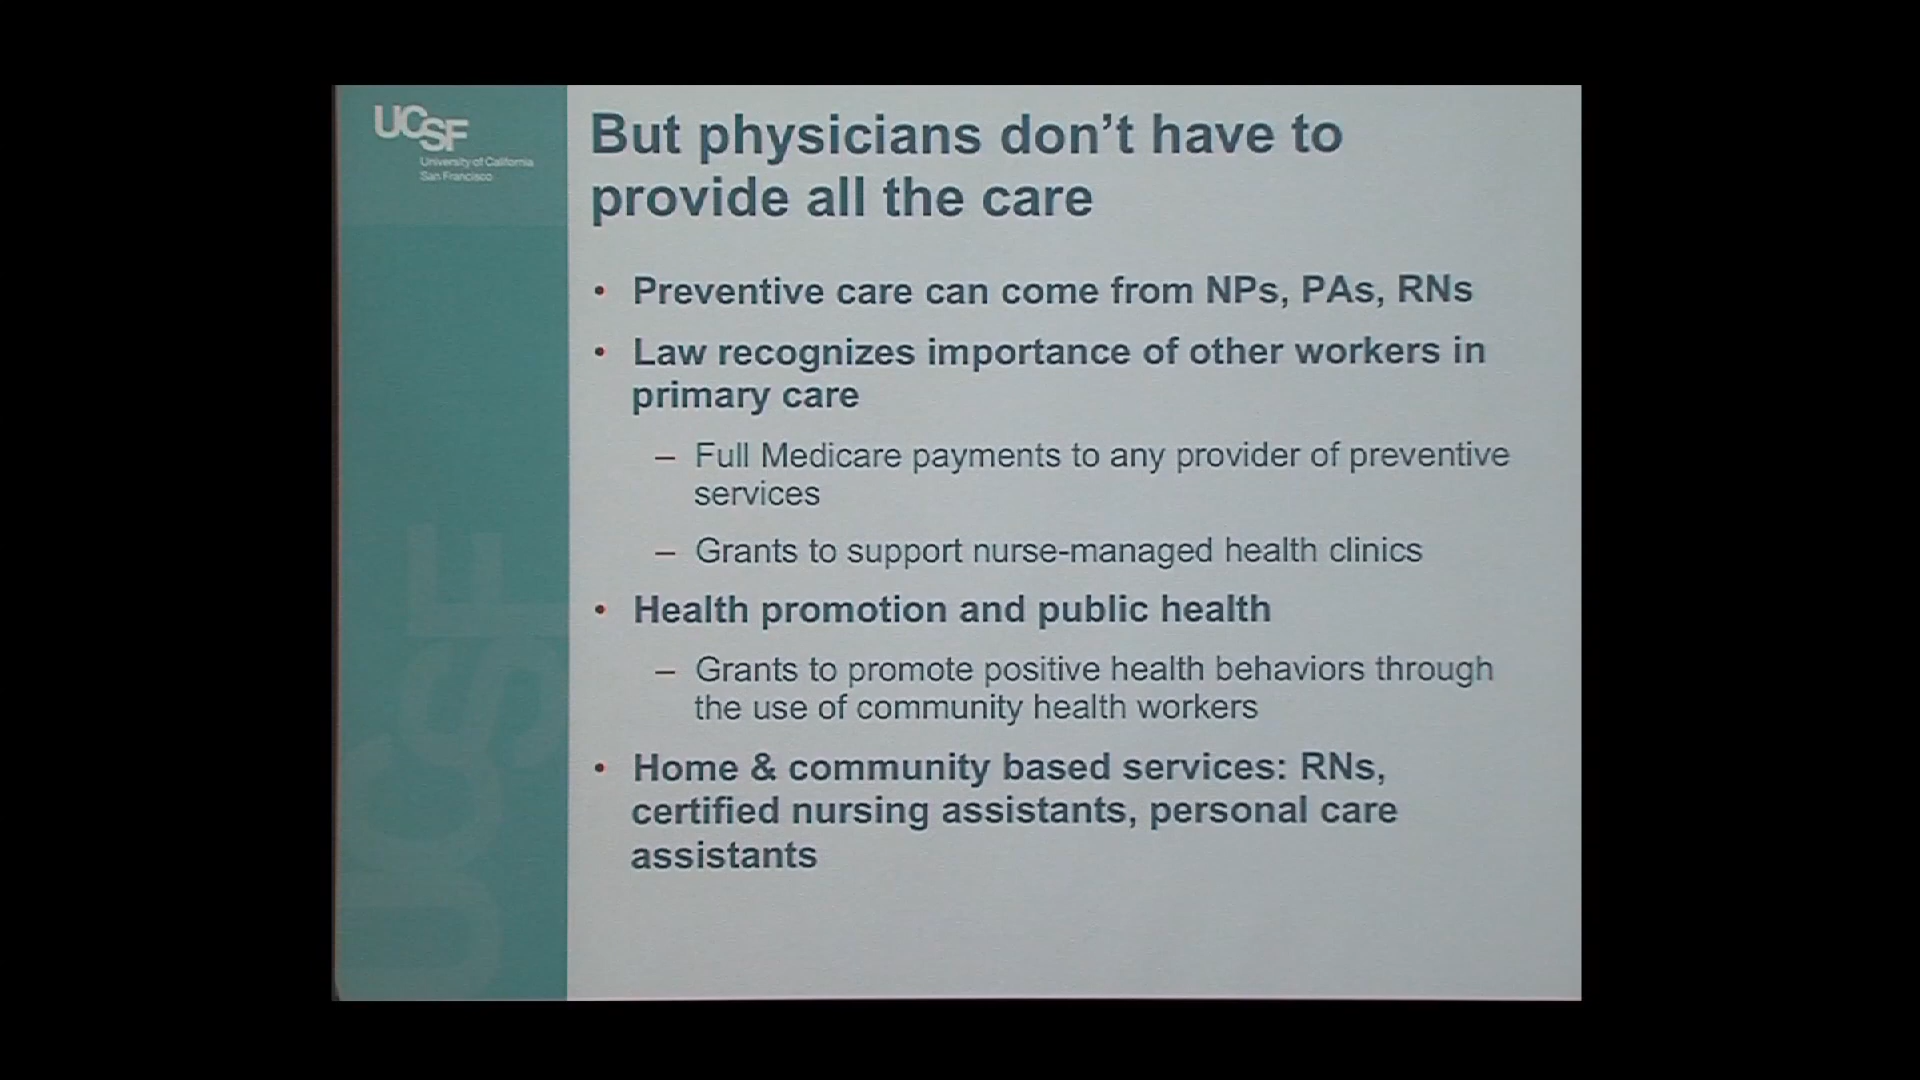 UCSF
University of California
San Francisco
But physicians don't have to
provide all the care
• Preventive care can come from NPs, PAs, RNs
• Law recognizes importance of other workers in
primary care
– Full Medicare payments to any provider of preventive
services
– Grants to support nurse-managed health clinics
• Health promotion and public health
– Grants to promote positive health behaviors through
the use of community health workers
• Home & community based services: RNs,
certified nursing assistants, personal care
assistants
UCSF